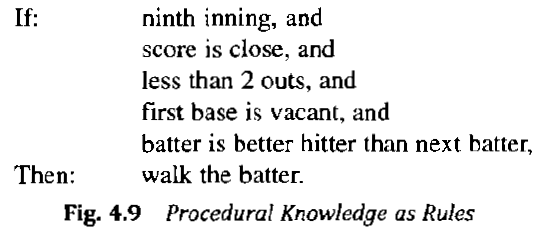 If: ninth inning, and
score is close, and
less than 2 outs, and
first base is vacant, and
batter is better hitter than next batter,
Then: walk the batter.
Fig. 4.9 Procedural Knowledge as Rules